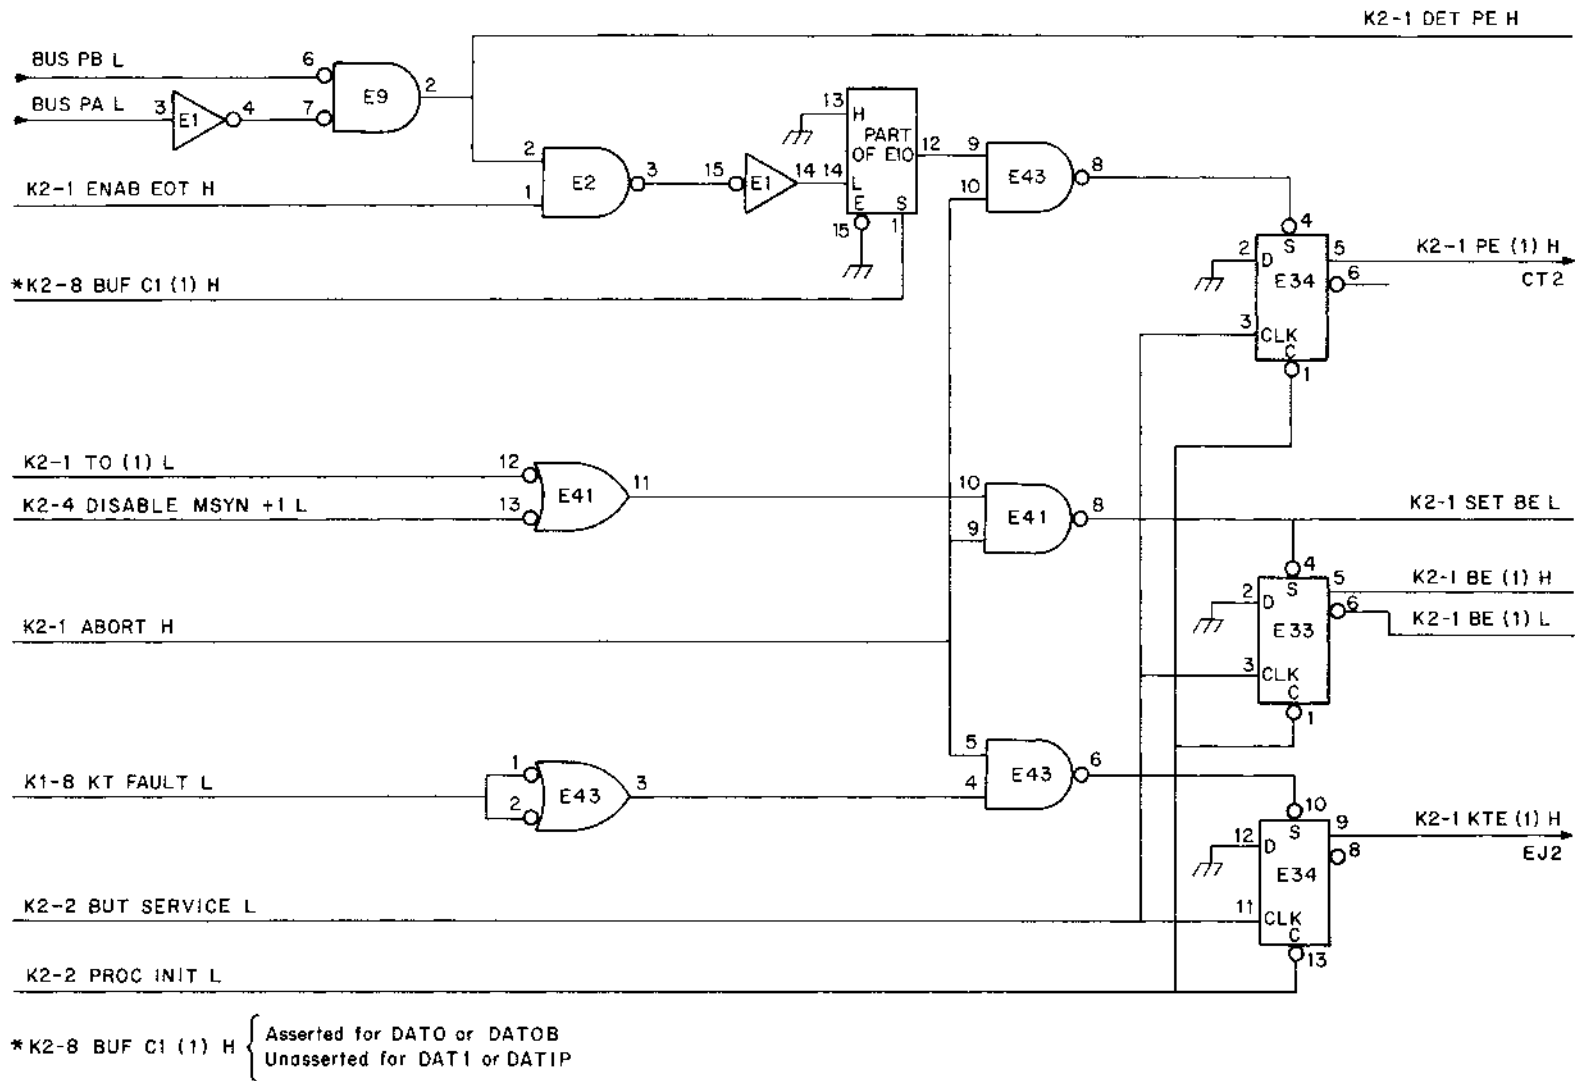 K2-1 DET PE H
BUS PB L
6
E9
2
BUS PA L
3
E1
4
7
13
H
PART
OF E10
12
9
E43
8
2
E2
3
15
E1
14
14
L
10
K2-1 ENAB EOT H
1
E
S
15
1
4
S
2
D
5
K2-1 PE (1) H
E34
6
CT2
*K2-8 BUF C1 (1) H
3
CLK
C
1
K2-1 TO (1) L
12
E41
11
10
E41
8
K2-1 SET BE L
K2-4 DISABLE MSYN +1 L
13
9
4
S
2
D
5
K2-1 BE (1) H
6
K2-1 BE (1) L
E33
K2-1 ABORT H
3
CLK
C
1
K1-8 KT FAULT L
1
E43
3
2
5
E43
6
4
10
S
12
D
9
K2-1 KTE (1) H
8
EJ2
E34
K2-2 BUT SERVICE L
11
CLK
C
13
K2-2 PROC INIT L
*K2-8 BUF C1 (1) H { Asserted for DATO or DATOB
Unasserted for DAT1 or DATIP